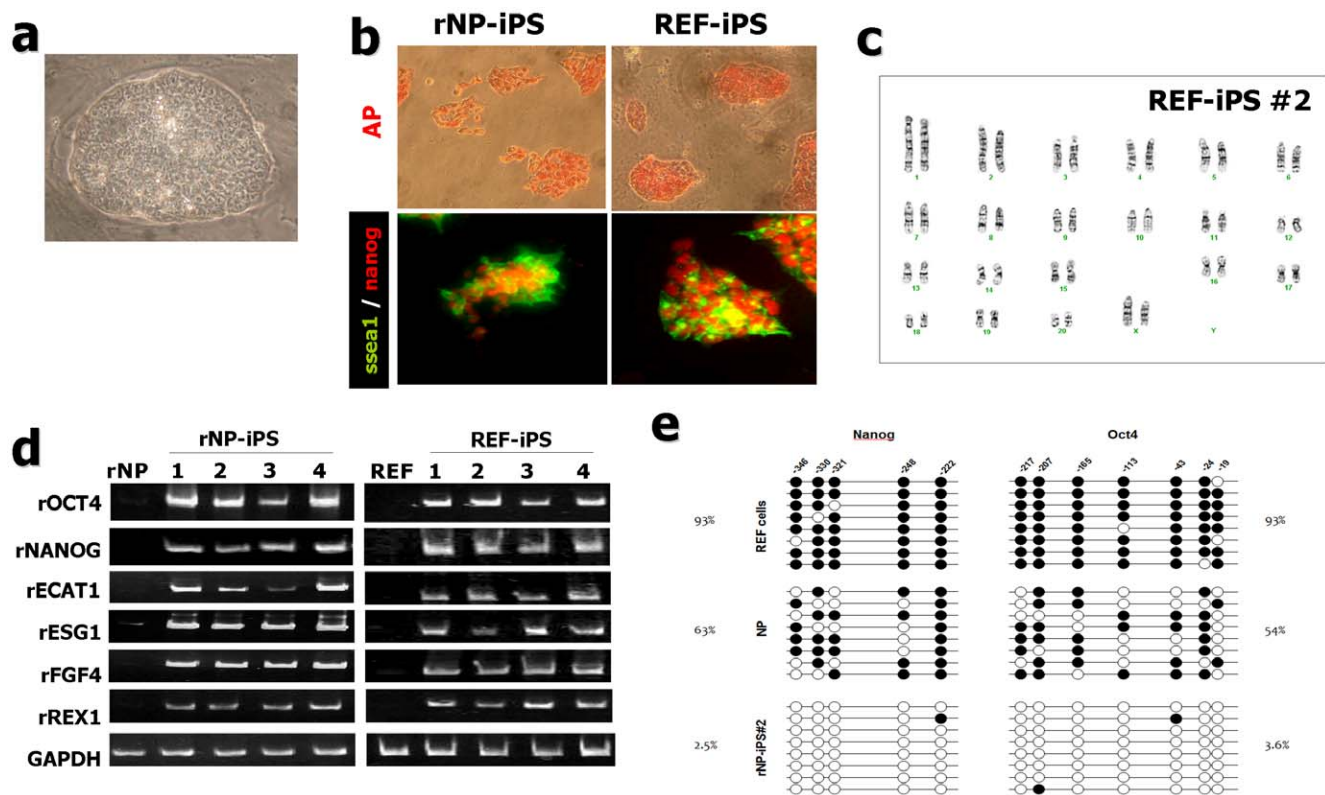 a
b
rNP-iPS
REF-iPS
AP
ssea1 / nanog
c
REF-iPS #2
1 2 3 4 5 6
7 8 9 10 11 12
13 14 15 16 17
18 19 20 X Y
d
rNP-iPS
REF-iPS
rNP 1 2 3 4
REF 1 2 3 4
rOCT4
rNANOG
rECAT1
rESG1
rFGF4
rREX1
GAPDH
e
Nanog
Oct4
-346 -330 -321 -248 -222
-217 -207 -165 -113 -43 -24 -19
93%
REF cells
93%
63%
NP
54%
2.5%
rNP-iPS#2
3.6%